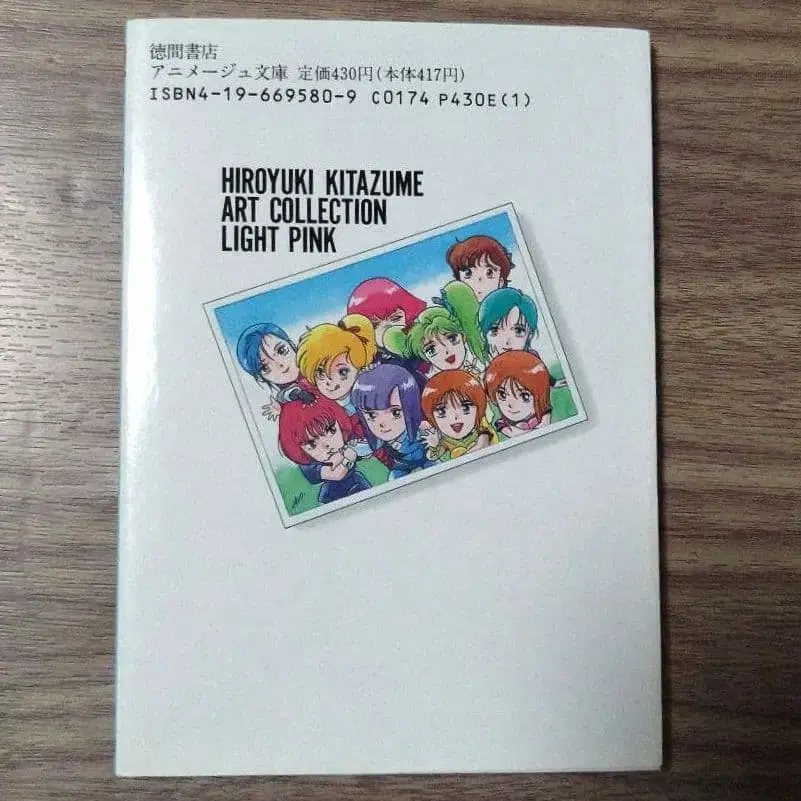 徳間書店
アニメージュ文庫 定価430円(本体417円)
ISBN4-19-669580-9 C0174 P430E(1)
HIROYUKI KITAZUME
ART COLLECTION
LIGHT PINK